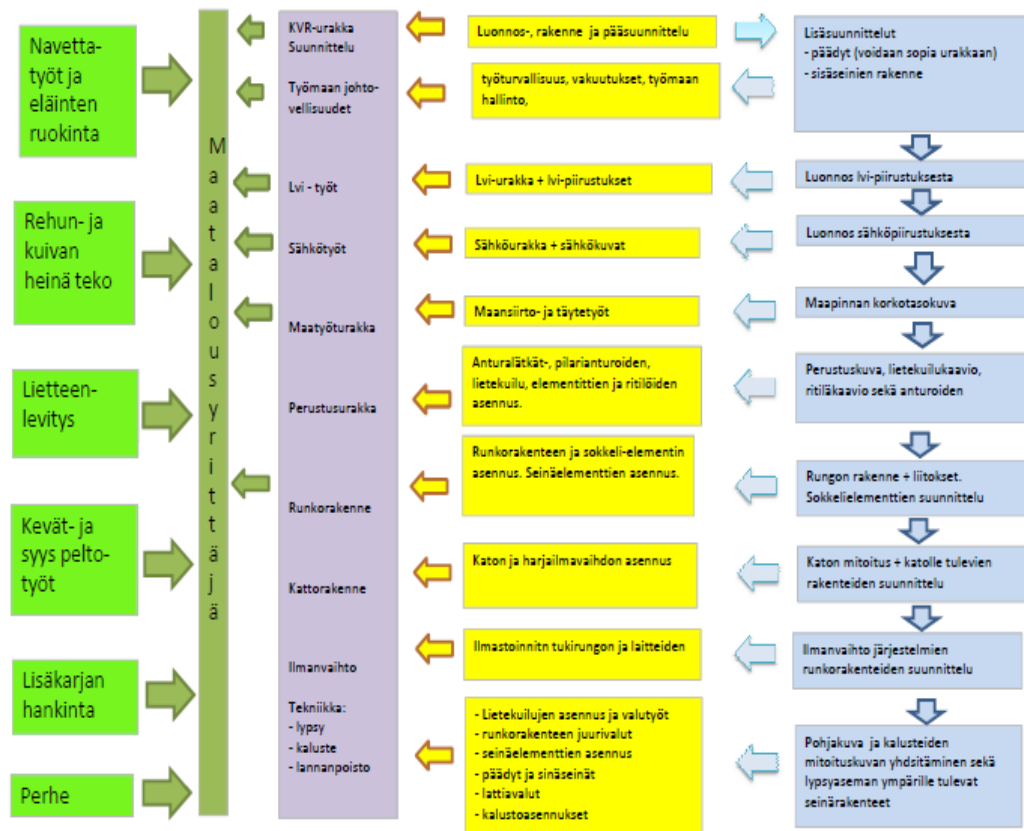 Navetta-
työt ja
eläinten
ruokinta
Rehun- ja
kuivan
heinä teko
Lietteen-
levitys
Kevät- ja
syys pelto-
työt
Lisäkarjan
hankinta
Perhe
Maatalousyrittäjä
KVR-urakka
Suunnittelu
Työmaan johto-
vellisuudet
Lvi - työt
Sähkötyöt
Maatyöturakka
Perustusurakka
Runkorakenne
Kattorakenne
Ilmanvaihto
Tekniikka:
- lypsy
- kaluste
- lannanpoisto
Luonnos-, rakenne ja pääsuunnittelu
työturvallisuus, vakuutukset, työmaan
hallinto,
Lvi-urakka + lvi-piirustukset
Sähköurakka + sähkökuvat
Maansiirto- ja täytetyöt
Anturalätkät-, pilarianturoiden,
lietekuilu, elementtien ja ritilöiden
asennus.
Runkorakenteen ja sokkeli-elementin
asennus. Seinäelementtien asennus.
Katon ja harjailmavaihdon asennus
Ilmastoinnitn tukirungon ja laitteiden
- Lietekuilujen asennus ja valutyöt
- runkorakenteen juurivalut
- seinäelementtien asennus
- päädyt ja sinäseinät
- lattiavalut
- kalustoasennukset
Lisäsuunnittelut
- päädyt (voidaan sopia urakkaan)
- sisäseinien rakenne
Luonnos lvi-piirustuksesta
Luonnos sähköpiirustuksesta
Maapinnan korkotasokuva
Perustuskuva, lietekuilukaavio,
ritiläkaavio sekä anturoiden
Rungon rakenne + liitokset.
Sokkelielementtien suunnittelu
Katon mitoitus + katolle tulevien
rakenteiden suunnittelu
Ilmanvaihto järjestelmien
runkorakenteiden suunnittelu
Pohjakuva ja kalusteiden
mitoituskuvan yhdsitäminen sekä
lypsyaseman ympärille tulevat
seinärakenteet